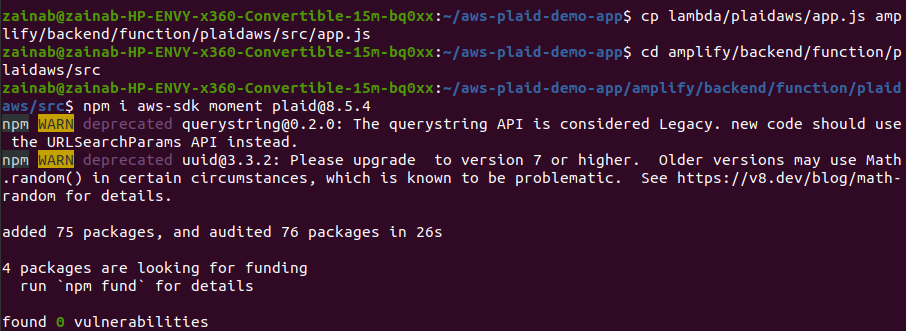 zainab@zainab-HP-ENVY-x360-Convertible-15m-bq0xx:~/aws-plaid-demo-app$ cp lambda/plaidaws/app.js amp
lify/backend/function/plaidaws/src/app.js
zainab@zainab-HP-ENVY-x360-Convertible-15m-bq0xx:~/aws-plaid-demo-app$ cd amplify/backend/function/p
laidaws/src
zainab@zainab-HP-ENVY-x360-Convertible-15m-bq0xx:~/aws-plaid-demo-app/amplify/backend/function/plaid
aws/src$ npm i aws-sdk moment plaid@8.5.4
npm WARN deprecated querystring@0.2.0: The querystring API is considered Legacy. new code should use
 the URLSearchParams API instead.
npm WARN deprecated uuid@3.3.2: Please upgrade  to version 7 or higher.  Older versions may use Math
.random() in certain circumstances, which is known to be problematic.  See https://v8.dev/blog/math-
random for details.

added 75 packages, and audited 76 packages in 26s

4 packages are looking for funding
  run `npm fund` for details

found 0 vulnerabilities